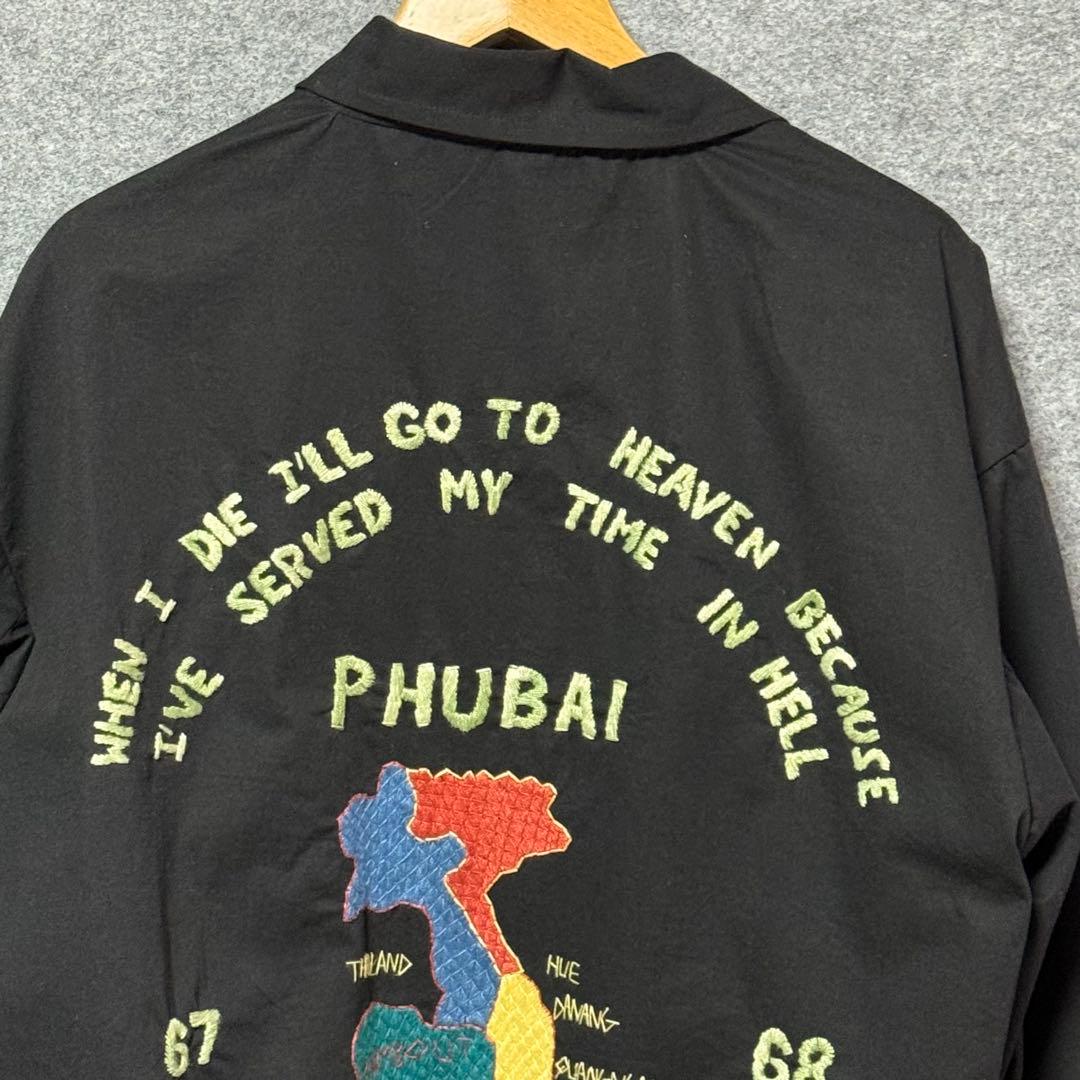 WHEN I DIE I'LL GO TO HEAVEN BECAUSE
I'VE SERVED MY TIME IN HELL
PHUBAI
THAILAND
HUE
DANANG
67
68